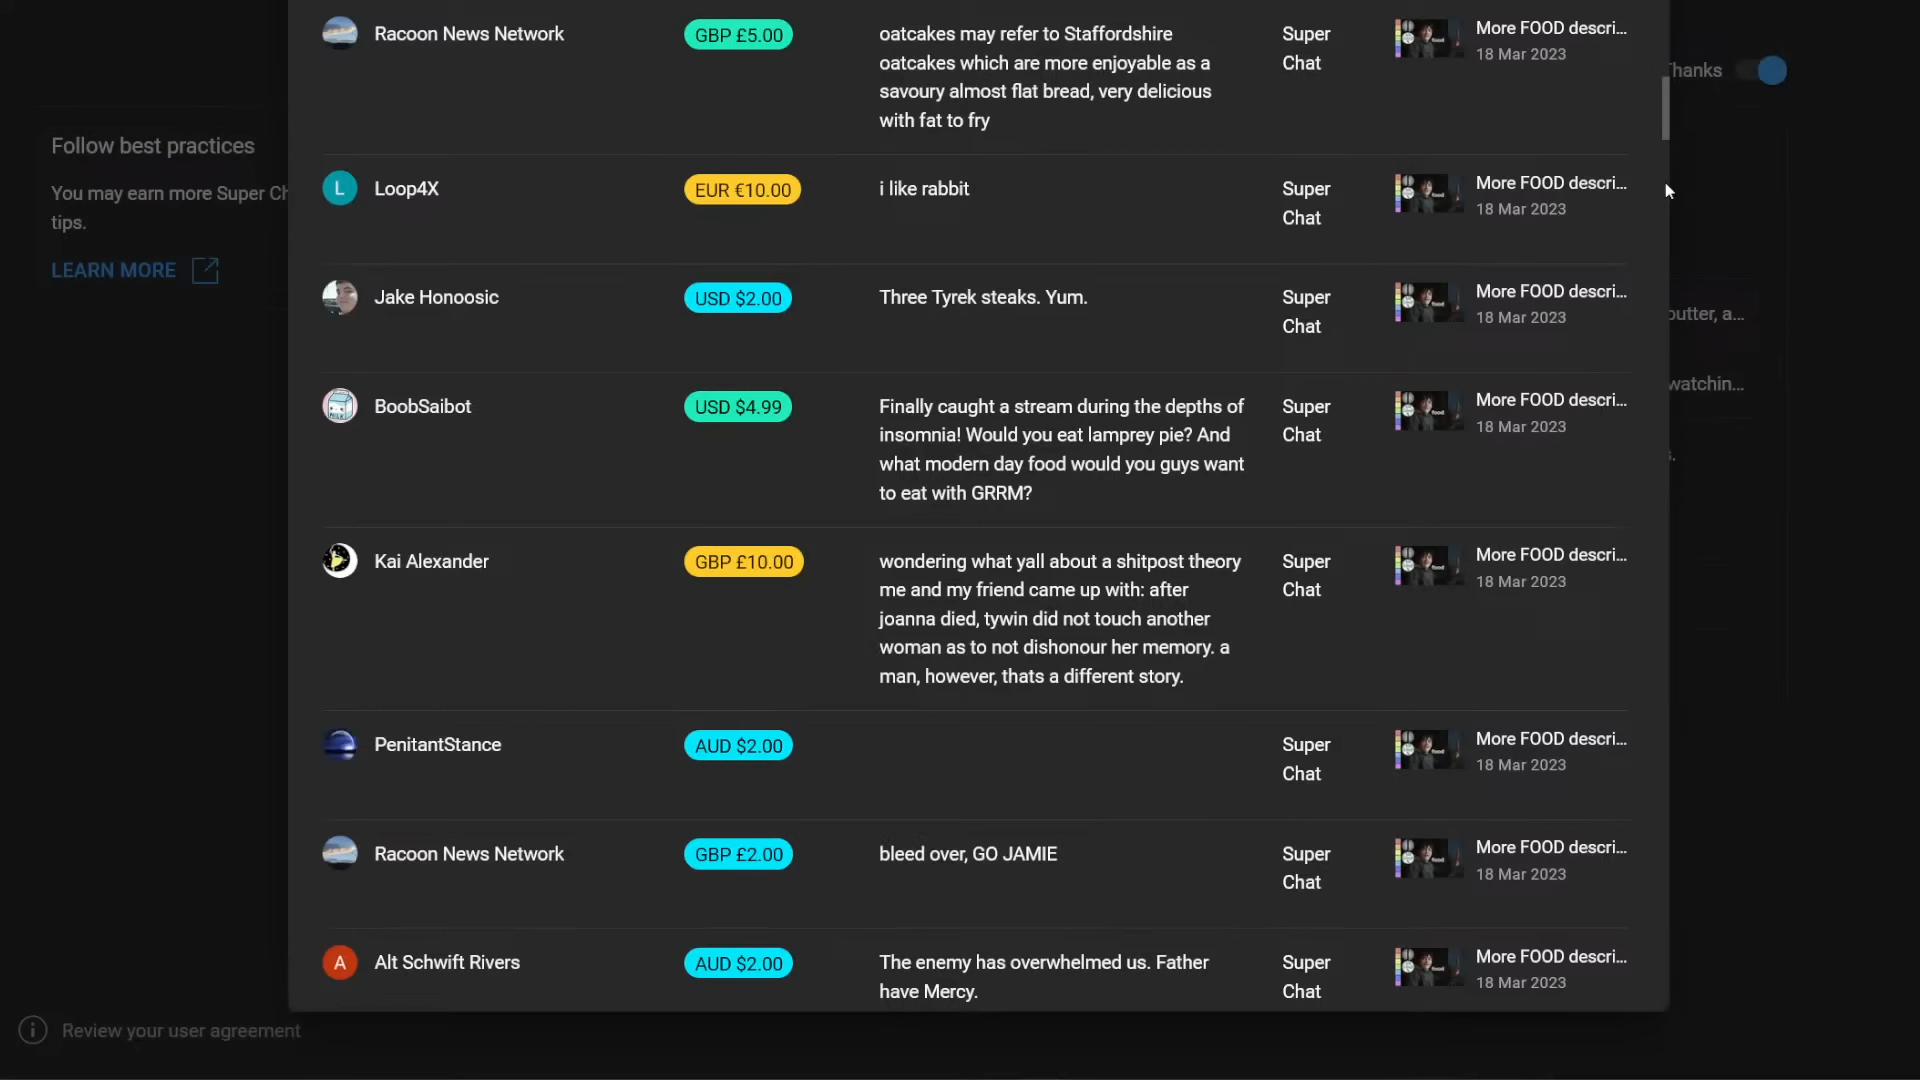 Racoon News Network
GBP £5.00
oatcakes may refer to Staffordshire
oatcakes which are more enjoyable as a
savoury almost flat bread, very delicious
with fat to fry
Super
Chat
More FOOD descri...
18 Mar 2023
Thanks
Follow best practices
You may earn more Super Ch
tips.
LEARN MORE
L
Loop4X
EUR €10.00
i like rabbit
Super
Chat
More FOOD descri...
18 Mar 2023
Jake Honoosic
USD $2.00
Three Tyrek steaks. Yum.
Super
Chat
More FOOD descri...
18 Mar 2023
outter, a...
BoobSaibot
USD $4.99
Finally caught a stream during the depths of
insomnia! Would you eat lamprey pie? And
what modern day food would you guys want
to eat with GRRM?
Super
Chat
More FOOD descri...
18 Mar 2023
watchin...
s.
Kai Alexander
GBP £10.00
wondering what yall about a shitpost theory
me and my friend came up with: after
joanna died, tywin did not touch another
woman as to not dishonour her memory. a
man, however, thats a different story.
Super
Chat
More FOOD descri...
18 Mar 2023
PenitantStance
AUD $2.00
Super
Chat
More FOOD descri...
18 Mar 2023
Racoon News Network
GBP £2.00
bleed over, GO JAMIE
Super
Chat
More FOOD descri...
18 Mar 2023
A
Alt Schwift Rivers
AUD $2.00
The enemy has overwhelmed us. Father
have Mercy.
Super
Chat
More FOOD descri...
18 Mar 2023
Review your user agreement